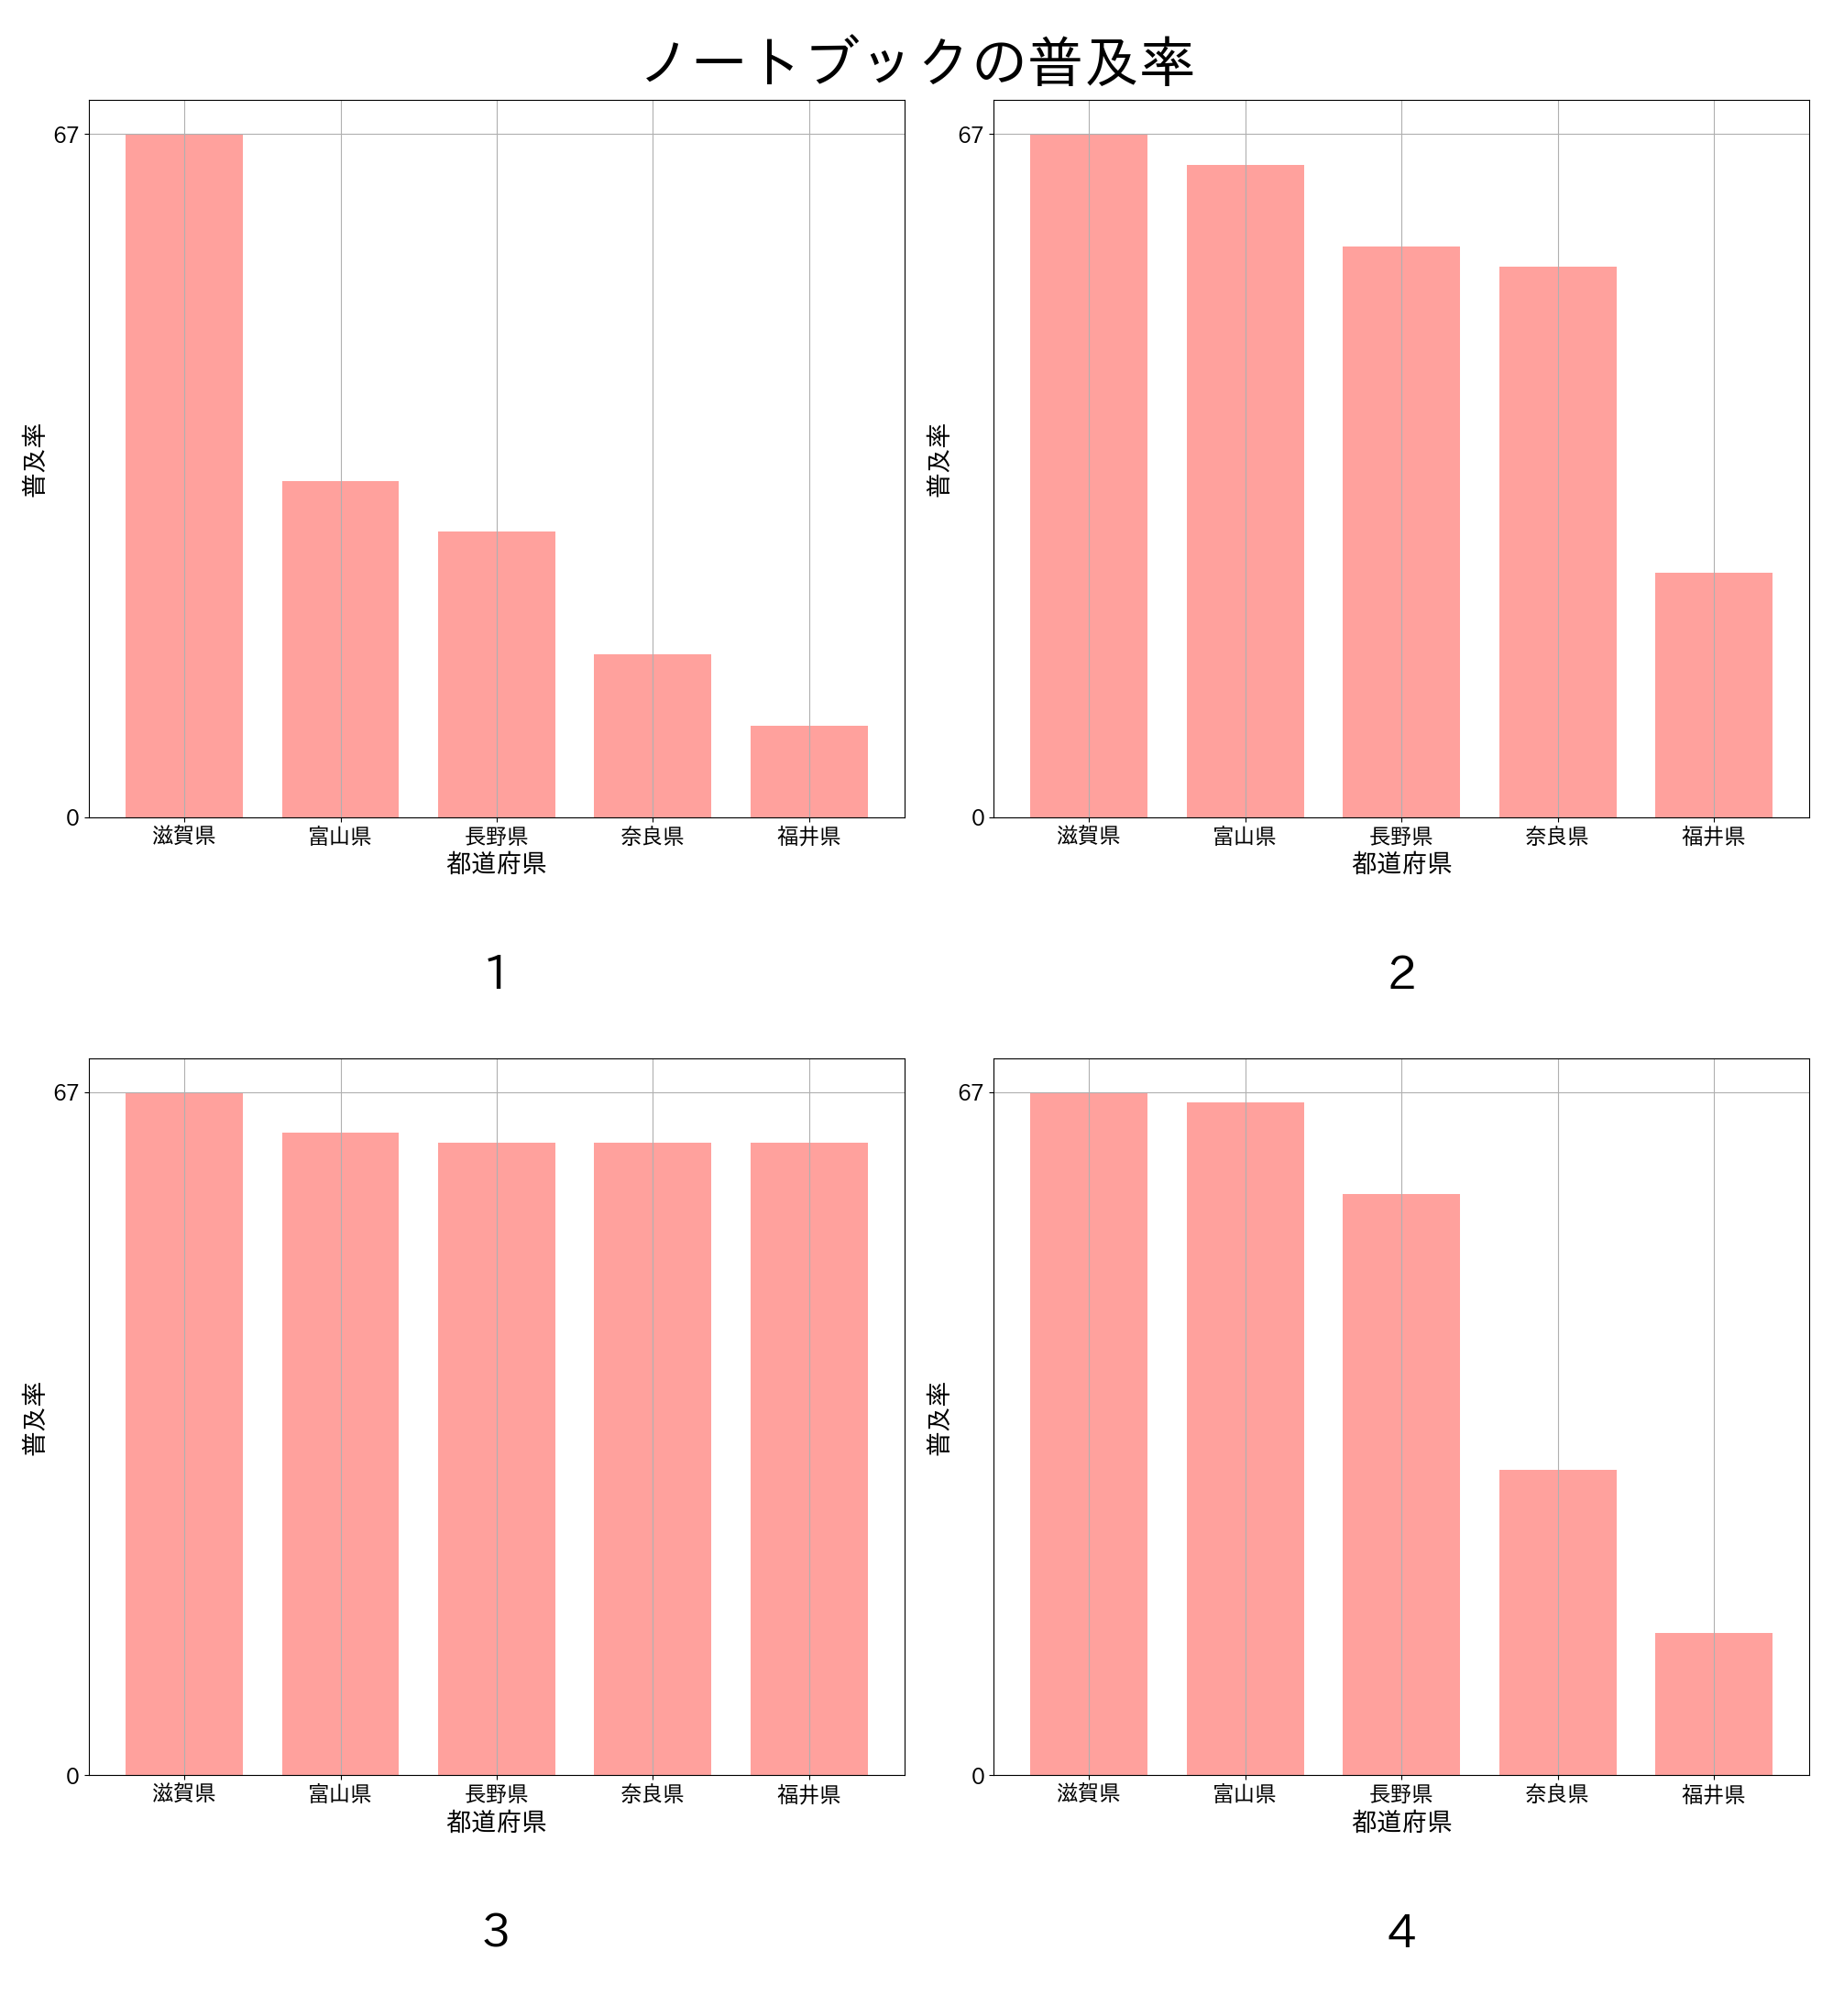 ノートブックの普及率
67
0
普及率
滋賀県 富山県 長野県 奈良県 福井県
都道府県
1
67
0
普及率
滋賀県 富山県 長野県 奈良県 福井県
都道府県
2
67
0
普及率
滋賀県 富山県 長野県 奈良県 福井県
都道府県
3
67
0
普及率
滋賀県 富山県 長野県 奈良県 福井県
都道府県
4